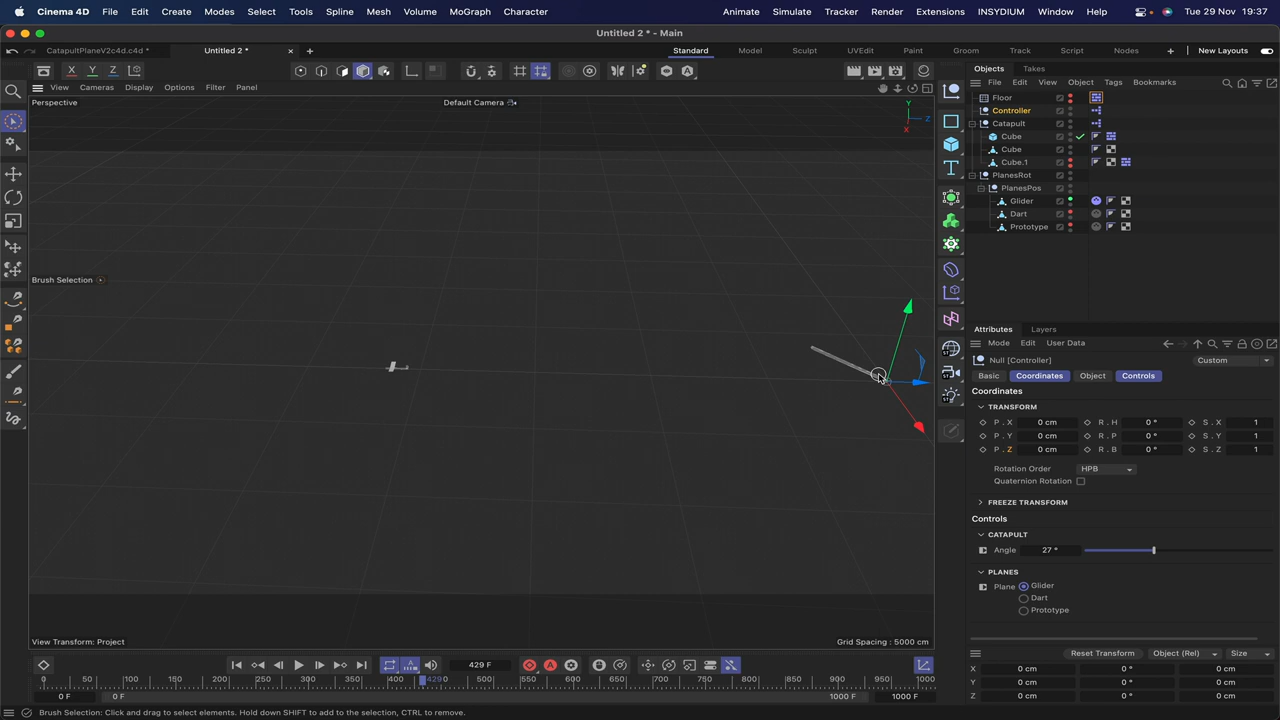 Cinema 4D File Edit Create Modes Select Tools Spline Mesh Volume MoGraph Character Animate Simulate Tracker Render Extensions INSYDIUM Window Help Tue 29 Nov 19:37
Untitled 2 * - Main
CatapultPlaneV2c4d.c4d * Untitled 2 * Standard Model Sculpt UVEdit Paint Groom Track Script Nodes New Layouts
X Y Z
View Cameras Display Options Filter Panel
Perspective Default Camera
Y Z X
Brush Selection
View Transform: Project Grid Spacing : 5000 cm
Objects Takes
File Edit View Object Tags Bookmarks
Floor
Controller
Catapult
Cube
Cube
Cube.1
PlanesRot
PlanesPos
Glider
Dart
Prototype
Attributes Layers
Mode Edit User Data
Null [Controller] Custom
Basic Coordinates Object Controls
Coordinates
TRANSFORM
P . X 0 cm R . H 0 ° S . X 1
P . Y 0 cm R . P 0 ° S . Y 1
P . Z 0 cm R . B 0 ° S . Z 1
Rotation Order HPB
Quaternion Rotation
FREEZE TRANSFORM
Controls
CATAPULT
Angle 27 °
PLANES
Plane Glider
Dart
Prototype
Reset Transform Object (Rel) Size
X 0 cm 0 ° 0 cm
Y 0 cm 0 ° 0 cm
Z 0 cm 0 ° 0 cm
429 F
0 50 100 150 200 250 300 350 400 429 500 550 600 650 700 750 800 850 900 950 1000
0 F 0 F 1000 F 1000 F
Brush Selection: Click and drag to select elements. Hold down SHIFT to add to the selection, CTRL to remove.